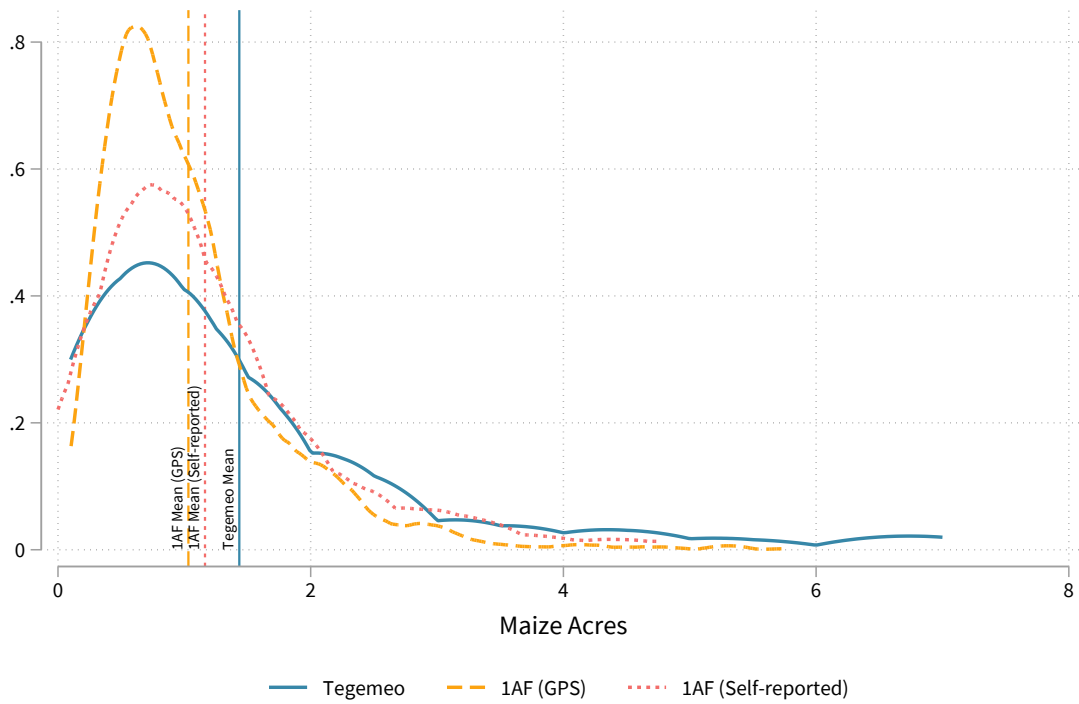 .8
.6
.4
.2
0
1AF Mean (GPS)
1AF Mean (Self-reported)
Tegemeo Mean
0 2 4 6 8
Maize Acres
Tegemeo 1AF (GPS) 1AF (Self-reported)